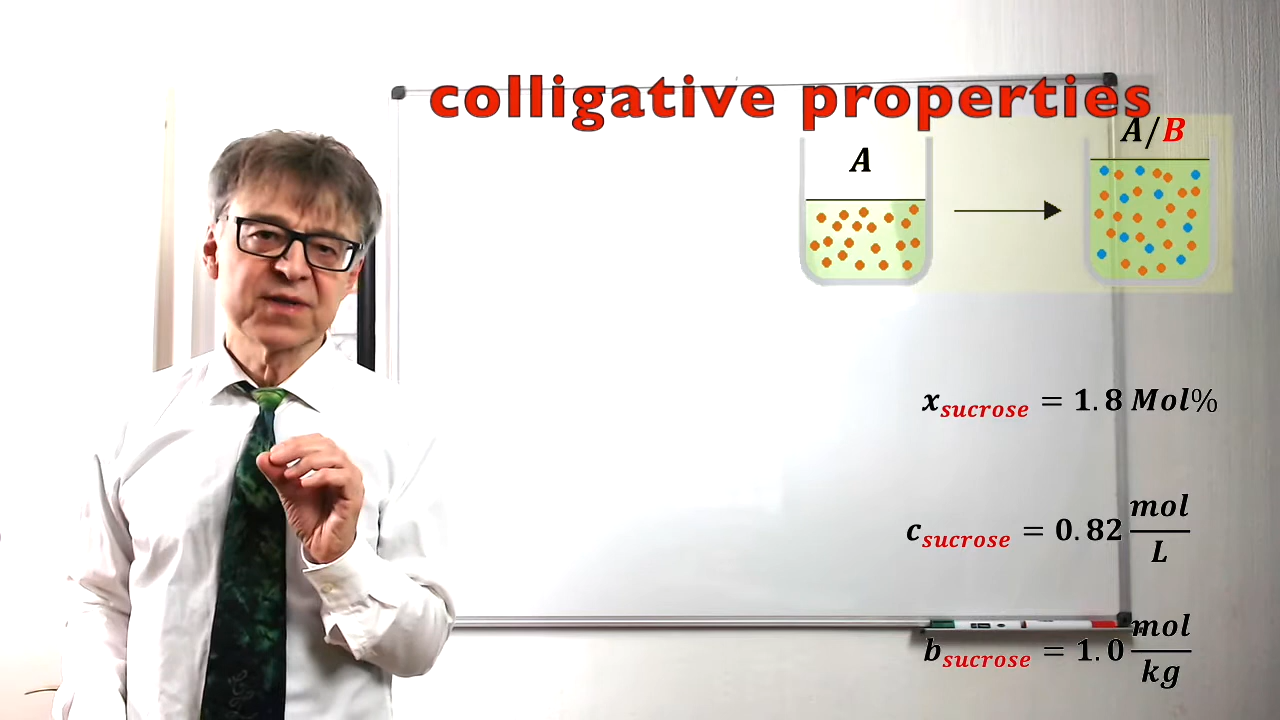 colligative properties
A
A/B
x_sucrose = 1.8 Mol%
c_sucrose = 0.82 mol/L
b_sucrose = 1.0 mol/kg